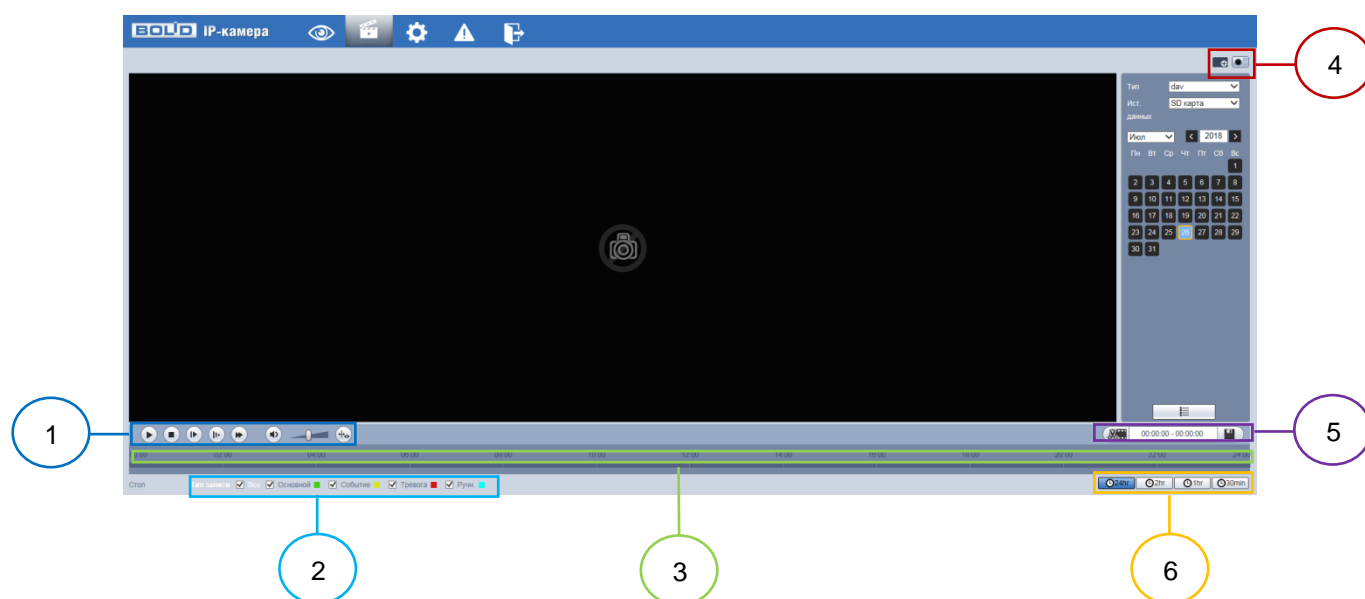 BOLID IP-камера
4
Тип dav
Ист. SD карта
данных
Июл 2018
Пн Вт Ср Чт Пт Сб Вс
1
2 3 4 5 6 7 8
9 10 11 12 13 14 15
16 17 18 19 20 21 22
23 24 25 26 27 28 29
30 31
1
00:00:00 - 00:00:00
5
00:00 02:00 04:00 06:00 08:00 10:00 12:00 14:00 16:00 18:00 20:00 22:00 24:00
Стоп Тип записи Все Основной Событие Тревога Ручн. 24hr 2hr 1hr 30min
2
3
6